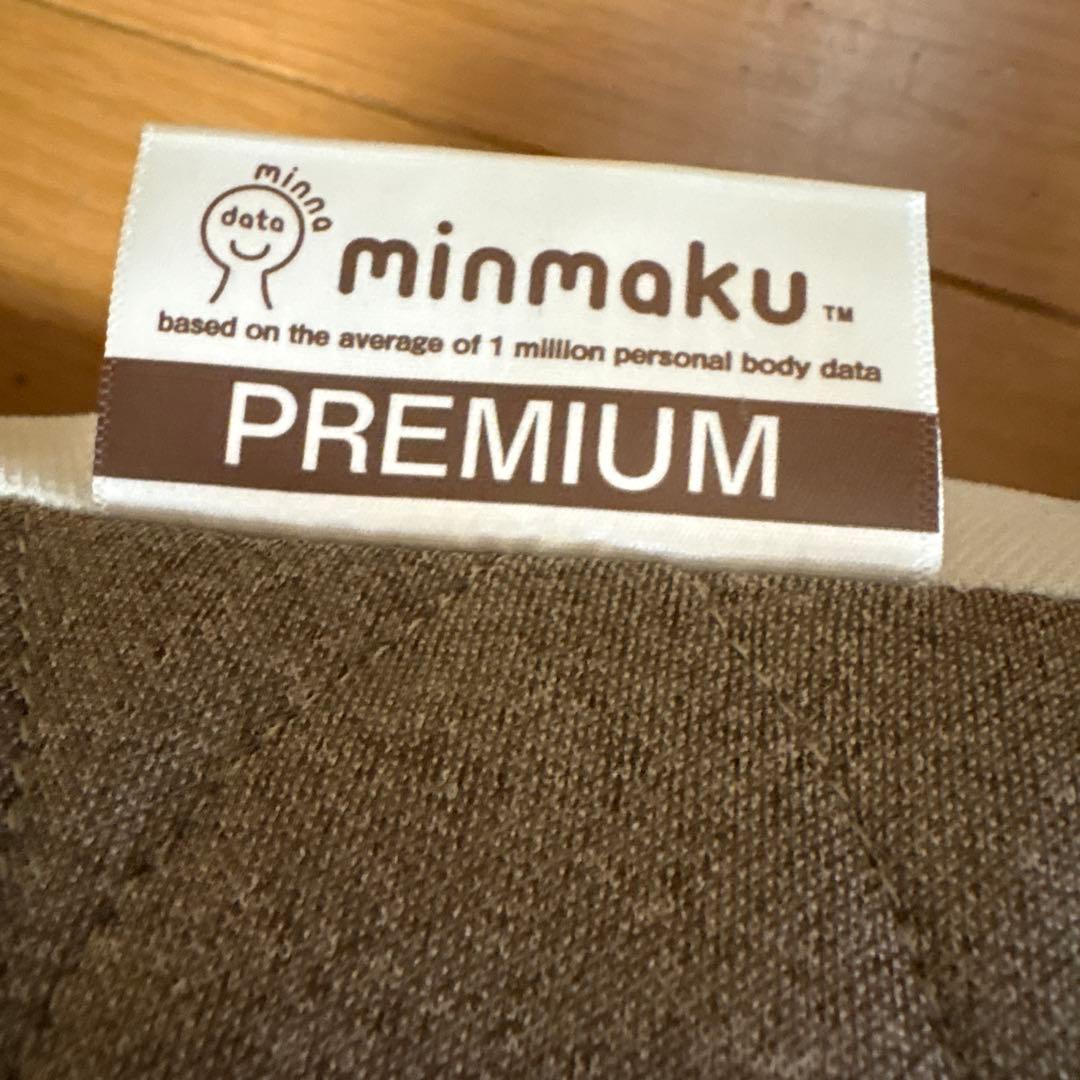 minna
data
minmaku™
based on the average of 1 million personal body data
PREMIUM